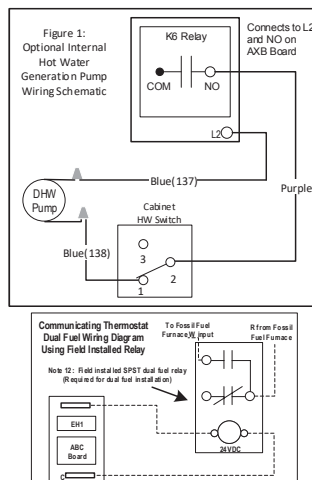 Figure 1:
Optional Internal
Hot Water
Generation Pump
Wiring Schematic
K6 Relay
COM
NO
L2
Connects to L2
and NO on
AXB Board
Blue(137)
Purple
DHW
Pump
Cabinet
HW Switch
Blue(138)
3
2
1
Communicating Thermostat
Dual Fuel Wiring Diagram
Using Field Installed Relay
Note 12: Field installed SPST dual fuel relay
(Required for dual fuel installation)
To Fossil Fuel
Furnace W input
R from Fossil
Fuel Furnace
24VDC
EH1
ABC
Board
C